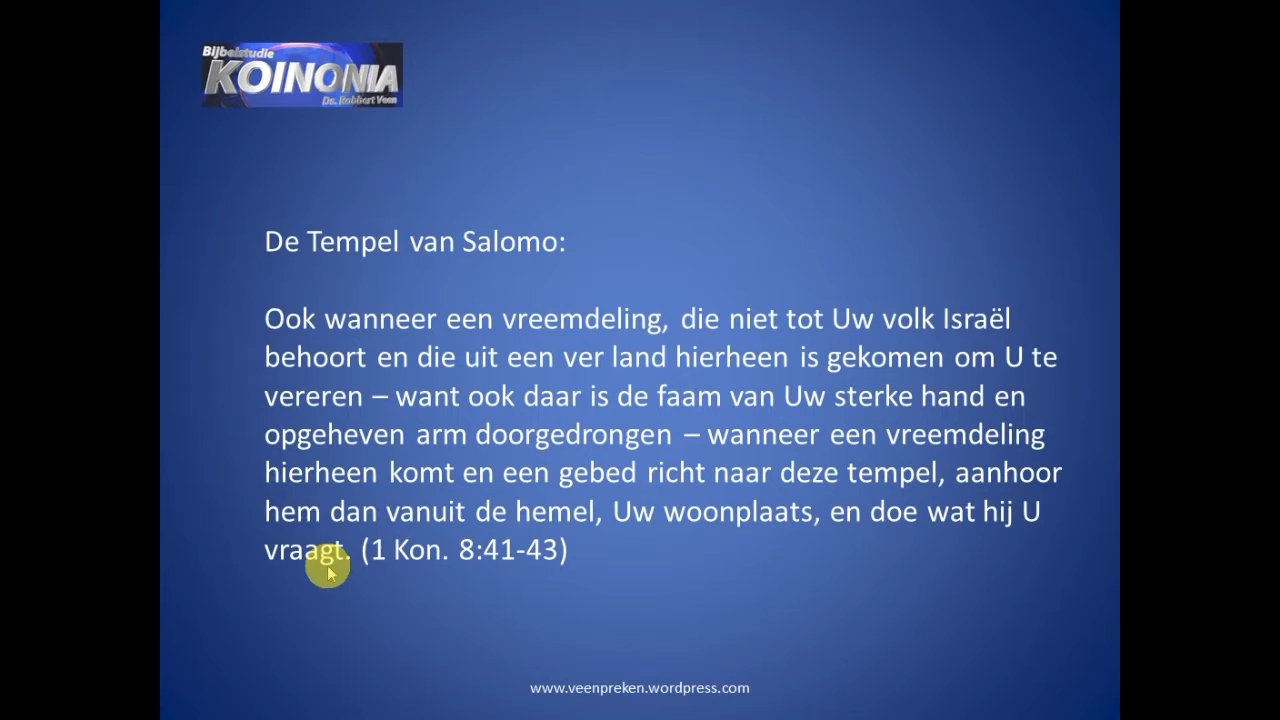 Bijbelstudie
KOINONIA
Ds. Robbert Veen
De Tempel van Salomo:
Ook wanneer een vreemdeling, die niet tot Uw volk Israël
behoort en die uit een ver land hierheen is gekomen om U te
vereren – want ook daar is de faam van Uw sterke hand en
opgeheven arm doorgedrongen – wanneer een vreemdeling
hierheen komt en een gebed richt naar deze tempel, aanhoor
hem dan vanuit de hemel, Uw woonplaats, en doe wat hij U
vraagt. (1 Kon. 8:41-43)
www.veenpreken.wordpress.com